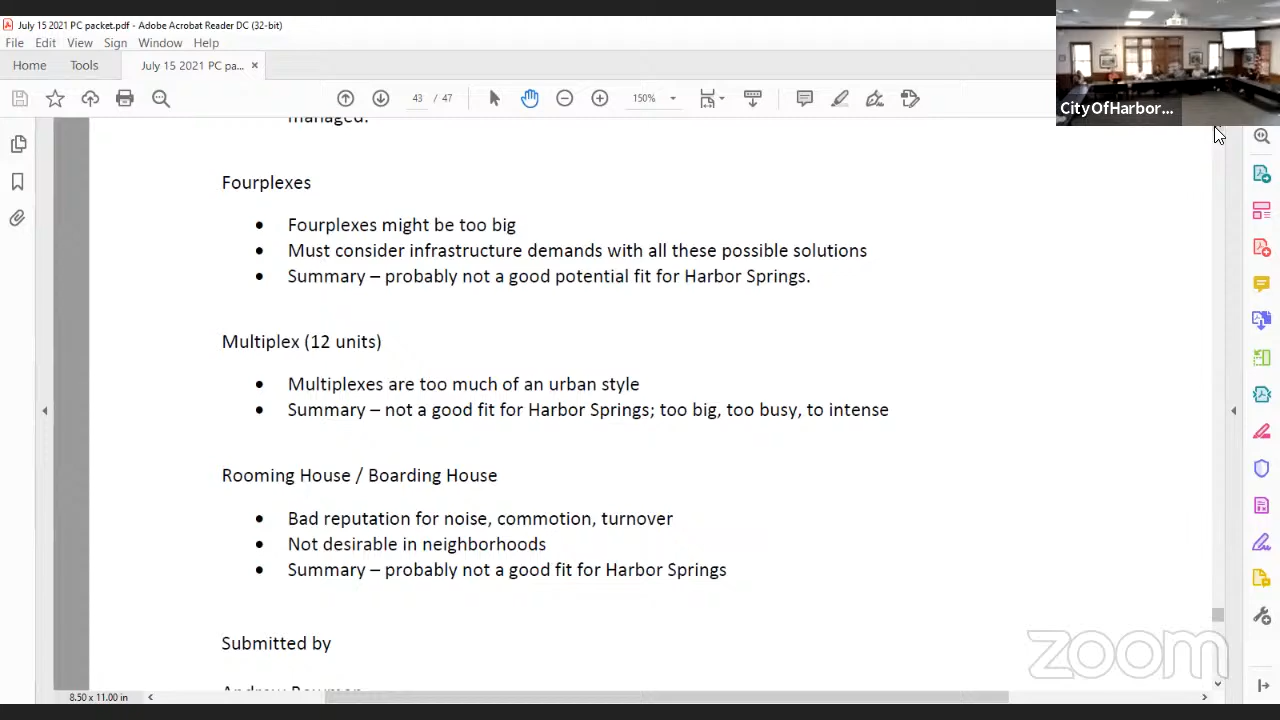 July 15 2021 PC packet.pdf - Adobe Acrobat Reader DC (32-bit)
File Edit View Sign Window Help
Home Tools July 15 2021 PC pa... ×
43 / 47 150%
CityOfHarbor...
managed.
Fourplexes
• Fourplexes might be too big
• Must consider infrastructure demands with all these possible solutions
• Summary – probably not a good potential fit for Harbor Springs.
Multiplex (12 units)
• Multiplexes are too much of an urban style
• Summary – not a good fit for Harbor Springs; too big, too busy, to intense
Rooming House / Boarding House
• Bad reputation for noise, commotion, turnover
• Not desirable in neighborhoods
• Summary – probably not a good fit for Harbor Springs
Submitted by
Andrew Bowman
zoom
8.50 x 11.00 in